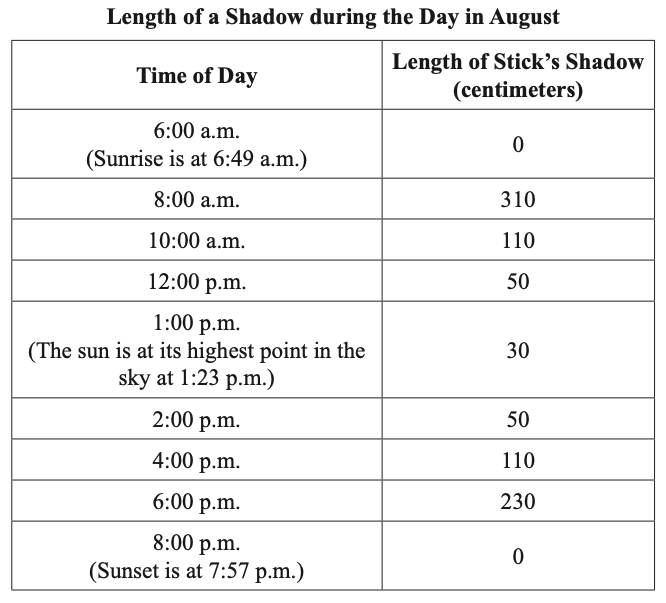 Length of a Shadow during the Day in August
Time of Day
Length of Stick’s Shadow
(centimeters)
6:00 a.m.
(Sunrise is at 6:49 a.m.)
0
8:00 a.m.
310
10:00 a.m.
110
12:00 p.m.
50
1:00 p.m.
(The sun is at its highest point in the
sky at 1:23 p.m.)
30
2:00 p.m.
50
4:00 p.m.
110
6:00 p.m.
230
8:00 p.m.
(Sunset is at 7:57 p.m.)
0